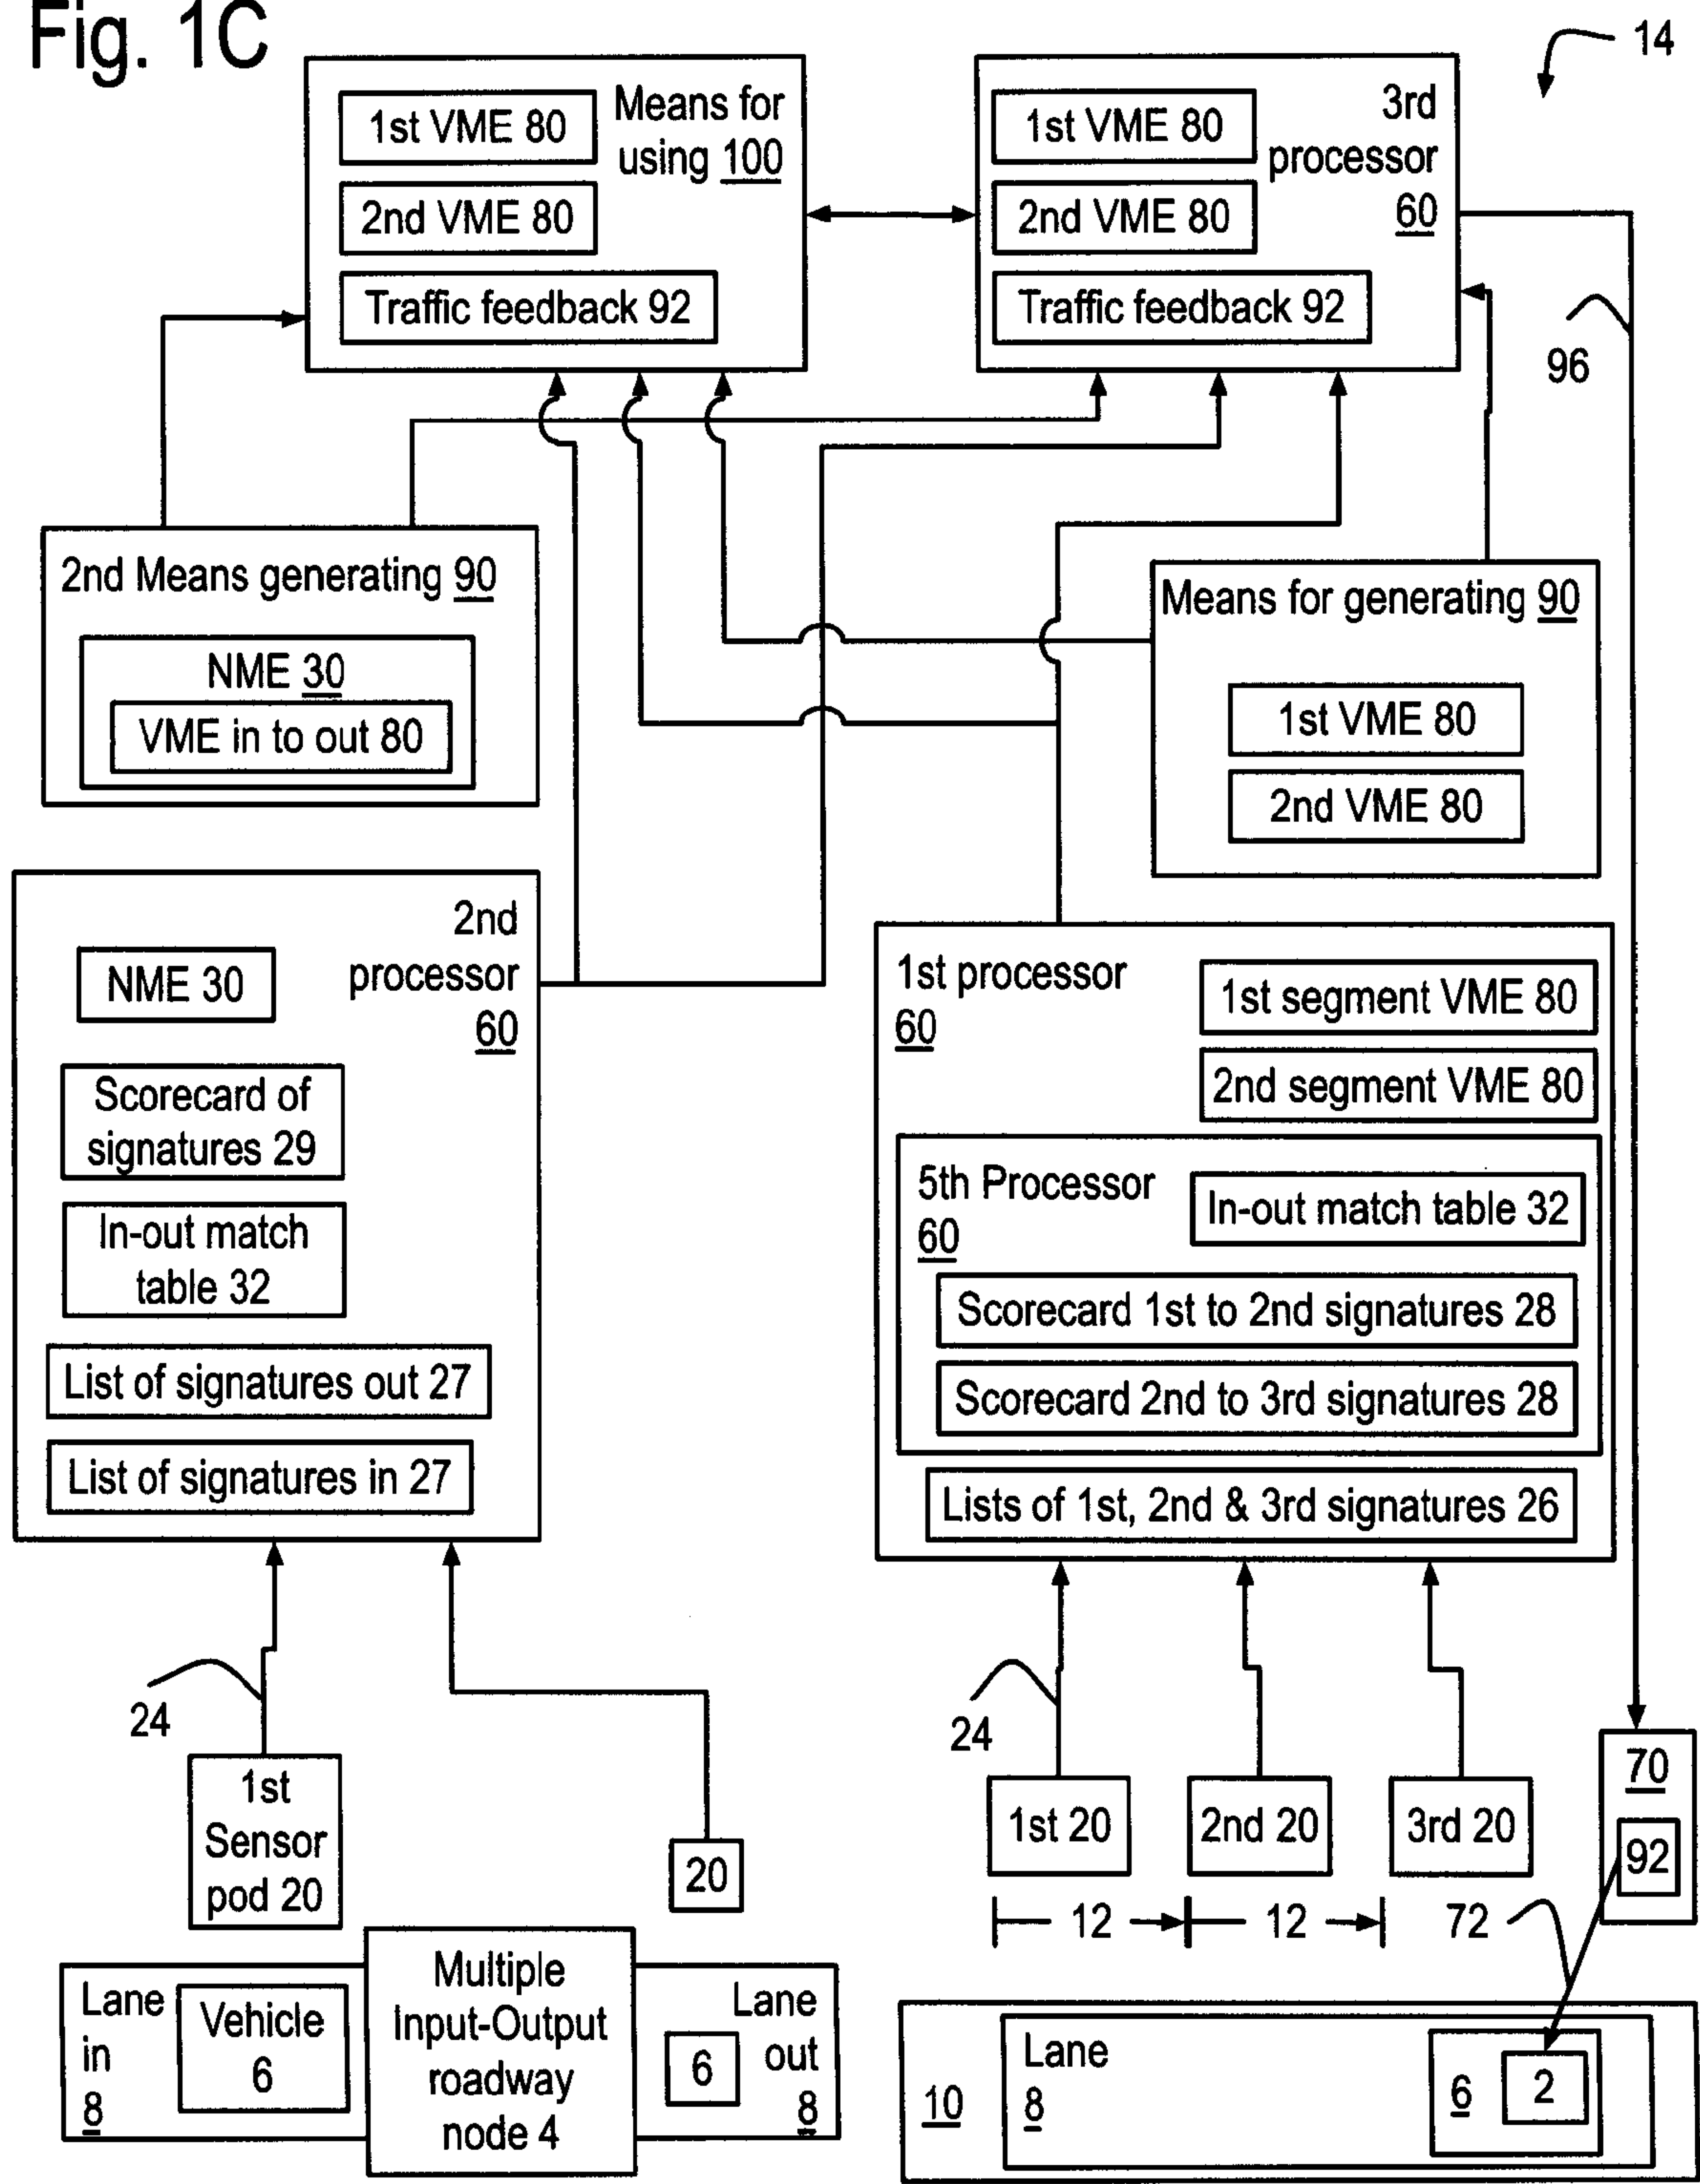 Fig. 1C
14
1st VME 80
Means for
using 100
2nd VME 80
Traffic feedback 92
1st VME 80
3rd
processor
60
2nd VME 80
Traffic feedback 92
96
2nd Means generating 90
NME 30
VME in to out 80
Means for generating 90
1st VME 80
2nd VME 80
2nd
processor
60
NME 30
Scorecard of
signatures 29
In-out match
table 32
List of signatures out 27
List of signatures in 27
1st processor
60
1st segment VME 80
2nd segment VME 80
5th Processor
60
In-out match table 32
Scorecard 1st to 2nd signatures 28
Scorecard 2nd to 3rd signatures 28
Lists of 1st, 2nd & 3rd signatures 26
24
1st
Sensor
pod 20
20
24
1st 20
2nd 20
3rd 20
70
92
12
12
72
Lane
in
8
Vehicle
6
Multiple
Input-Output
roadway
node 4
6
Lane
out
8
10
Lane
8
6
2